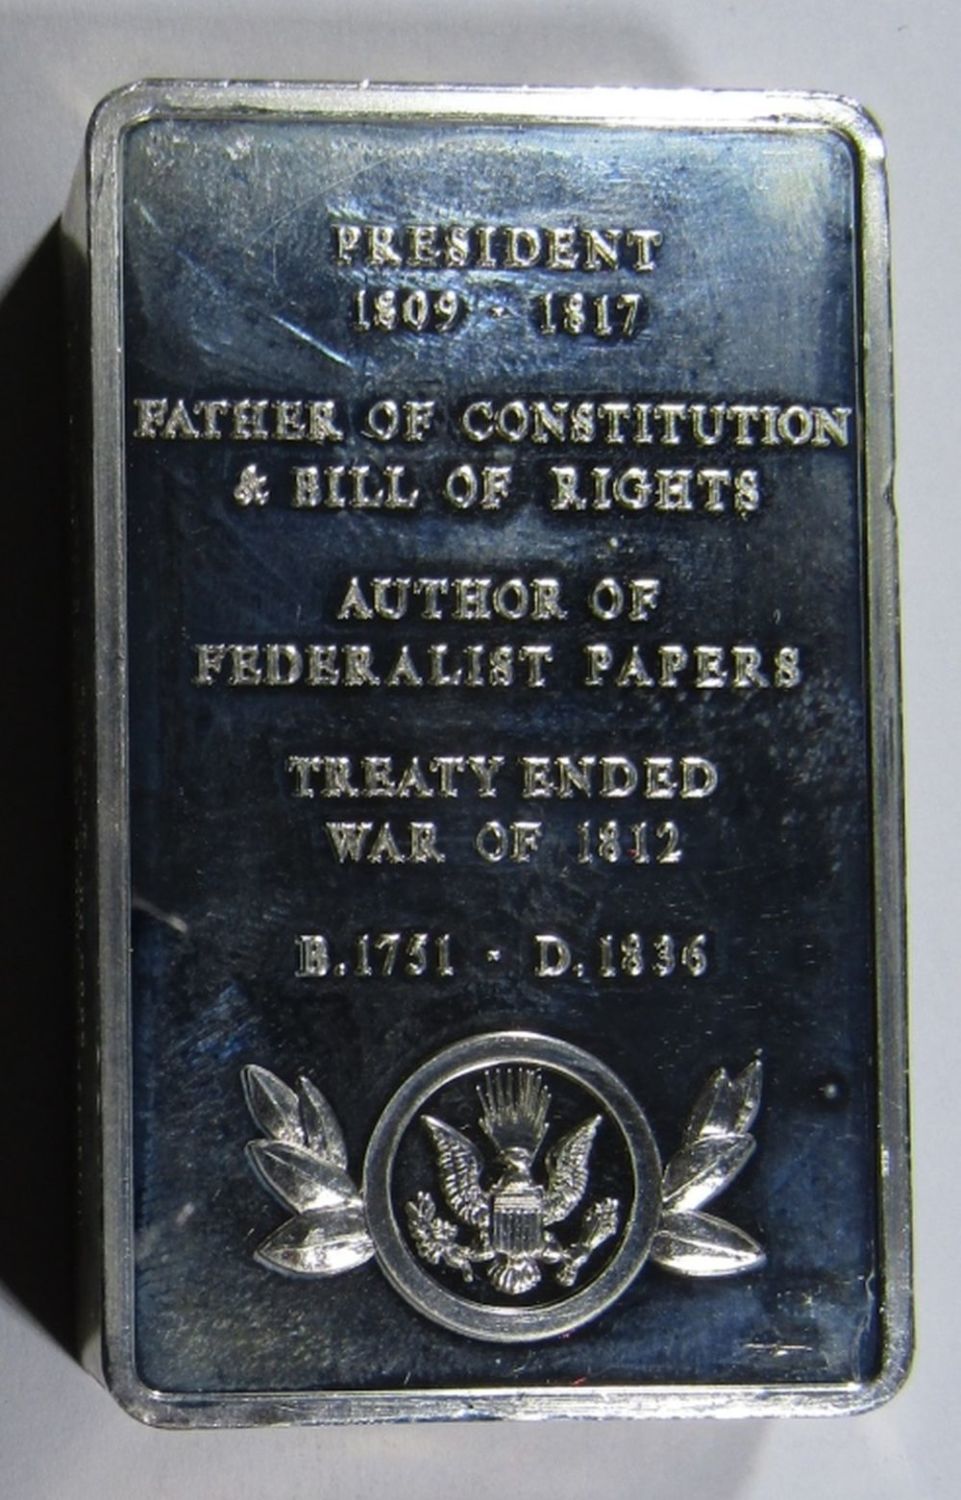 PRESIDENT
1809 - 1817
FATHER OF CONSTITUTION
& BILL OF RIGHTS
AUTHOR OF
FEDERALIST PAPERS
TREATY ENDED
WAR OF 1812
B.1751 - D.1836